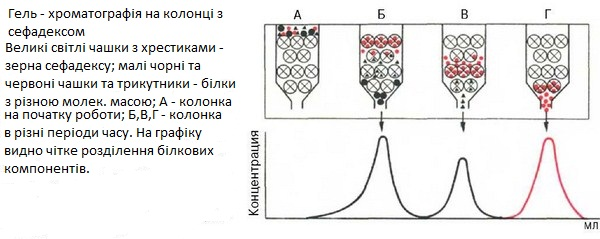 Гель - хроматографія на колонці з
сефадексом
Великі світлі чашки з хрестиками -
зерна сефадексу; малі чорні та
червоні чашки та трикутники - білки
з різною молек. масою; А - колонка
на початку роботи; Б,В,Г - колонка
в різні періоди часу. На графіку
видно чітке розділення білкових
компонентів.
А Б В Г
Концентрация
мл